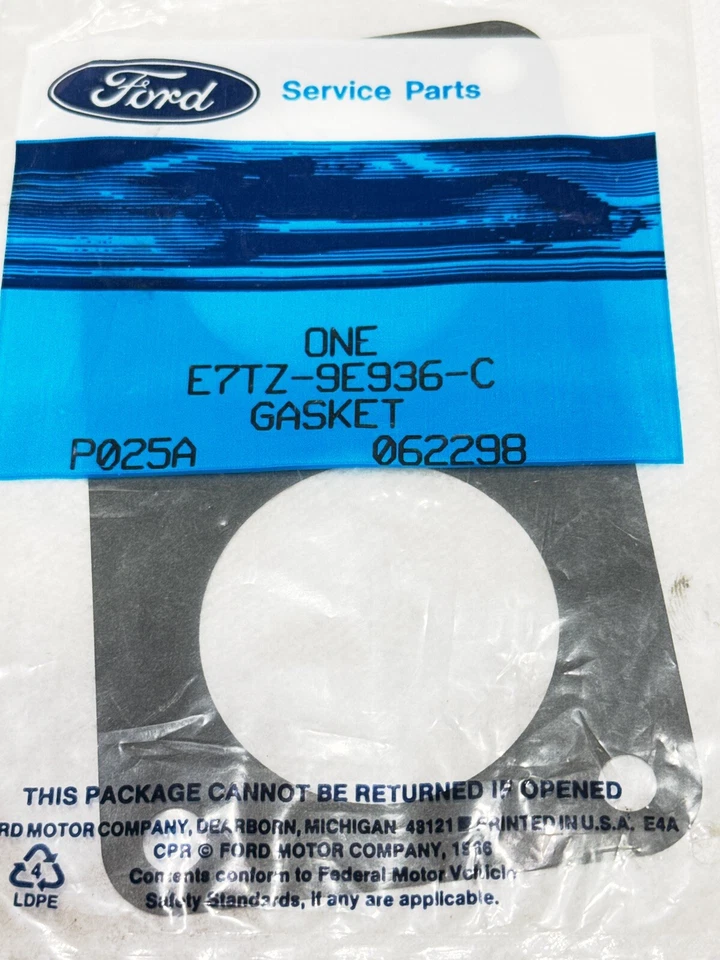 Ford Service Parts
ONE
E7TZ-9E936-C
GASKET
P025A 062298
THIS PACKAGE CANNOT BE RETURNED IF OPENED
RD MOTOR COMPANY, DEARBORN, MICHIGAN 48121 PRINTED IN U.S.A. E4A
CPR © FORD MOTOR COMPANY,
Contents conform to Federal Motor Vehicle
Safety Standards, if any are applicable.
4
LDPE